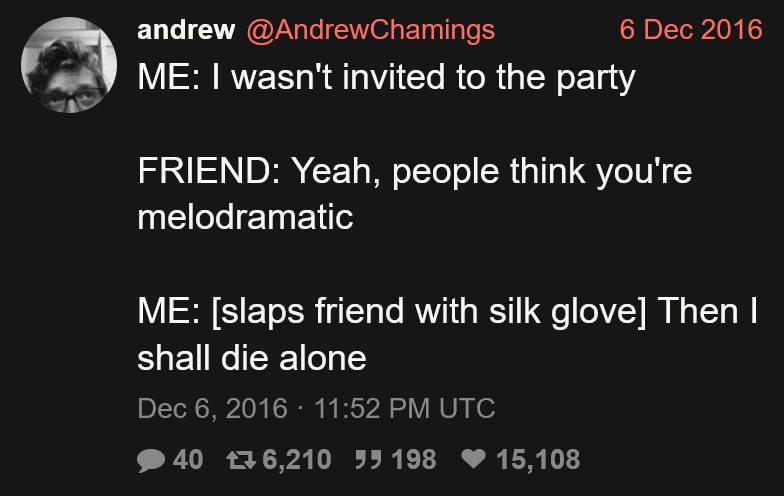 andrew @AndrewChamings 6 Dec 2016
ME: I wasn't invited to the party
FRIEND: Yeah, people think you're
melodramatic
ME: [slaps friend with silk glove] Then I
shall die alone
Dec 6, 2016 · 11:52 PM UTC
40 6,210 198 15,108